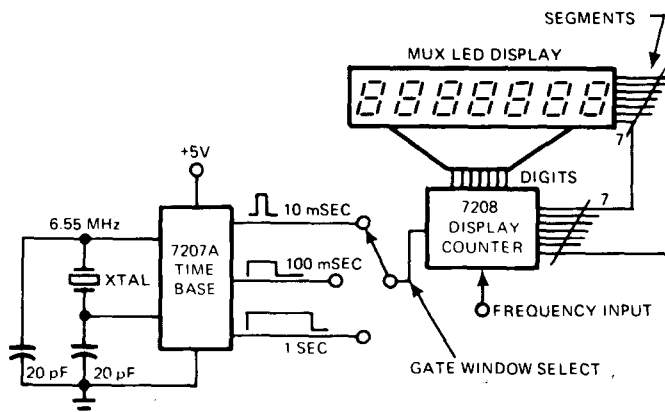 SEGMENTS
MUX LED DISPLAY
8888888
7
DIGITS
+5V
7
6.55 MHz
10 mSEC
7208
DISPLAY
COUNTER
7207A
TIME
BASE
XTAL
100 mSEC
FREQUENCY INPUT
1 SEC
20 pF
20 pF
GATE WINDOW SELECT